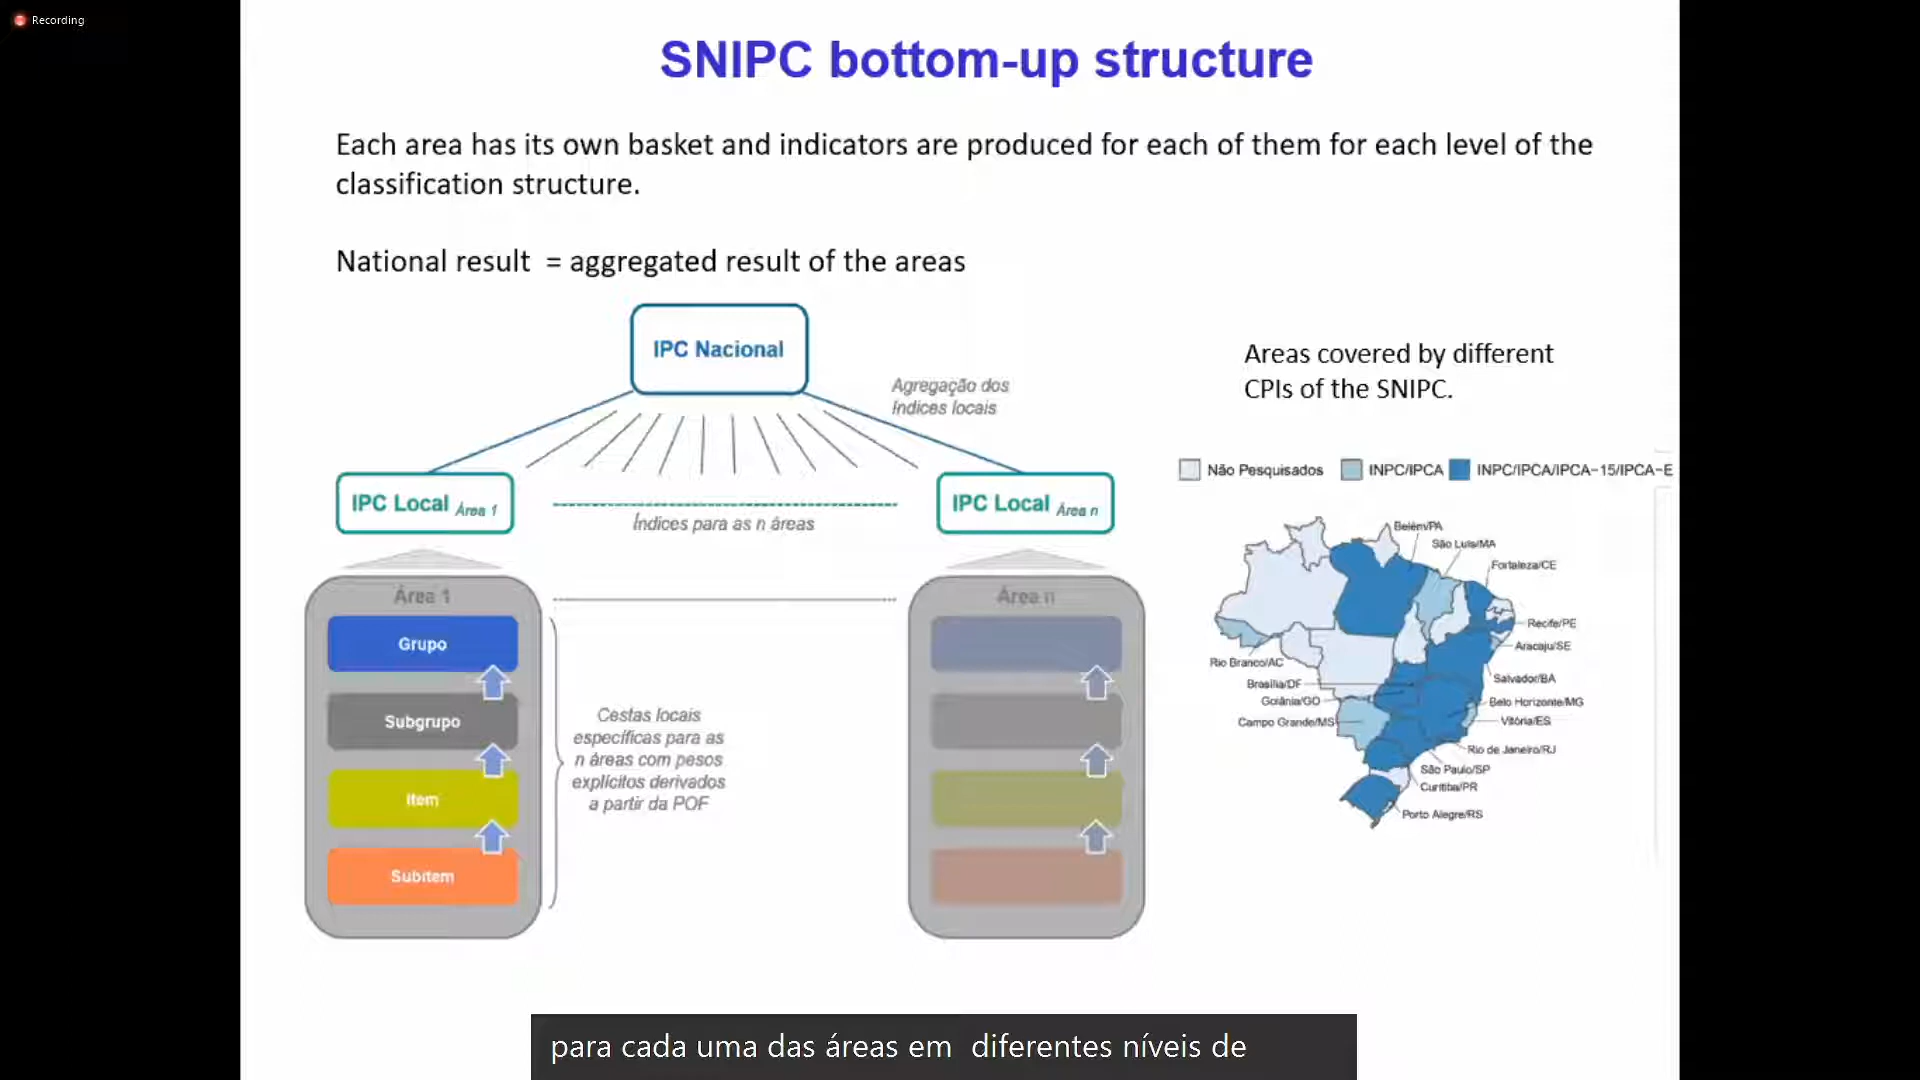 Recording
SNIPC bottom-up structure
Each area has its own basket and indicators are produced for each of them for each level of the
classification structure.
National result = aggregated result of the areas
IPC Nacional
Agregação dos
índices locais
IPC Local Área 1
Índices para as n áreas
IPC Local Área n
Área 1
Grupo
Subgrupo
Item
Subitem
Cestas locais
específicas para as
n áreas com pesos
explícitos derivados
a partir da POF
Área n
Areas covered by different
CPIs of the SNIPC.
Não Pesquisados
INPC/IPCA
INPC/IPCA/IPCA-15/IPCA-E
Belém/PA
São Luís/MA
Fortaleza/CE
Recife/PE
Aracaju/SE
Rio Branco/AC
Salvador/BA
Brasília/DF
Goiânia/GO
Belo Horizonte/MG
Campo Grande/MS
Vitória/ES
Rio de Janeiro/RJ
São Paulo/SP
Curitiba/PR
Porto Alegre/RS
para cada uma das áreas em diferentes níveis de